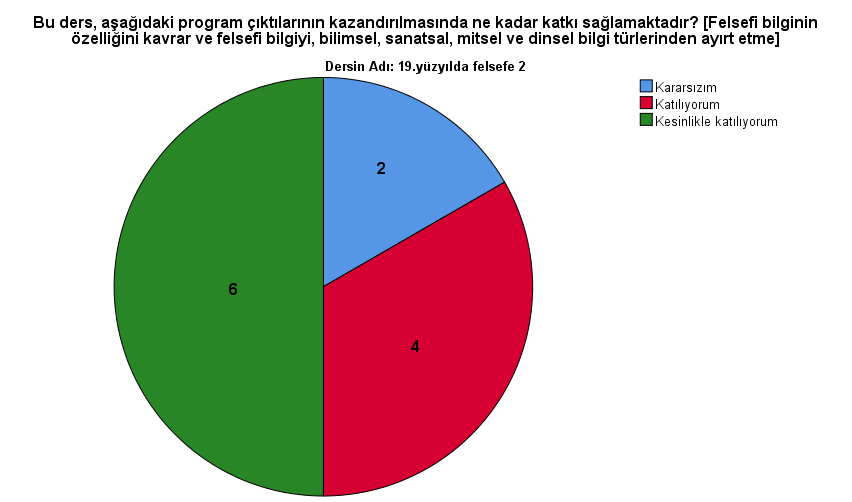 Bu ders, aşağıdaki program çıktılarının kazandırılmasında ne kadar katkı sağlamaktadır? [Felsefi bilginin
özelliğini kavrar ve felsefi bilgiyi, bilimsel, sanatsal, mitsel ve dinsel bilgi türlerinden ayırt etme]
Dersin Adı: 19.yüzyılda felsefe 2
Kararsızım
Katılıyorum
Kesinlikle katılıyorum
2
6
4